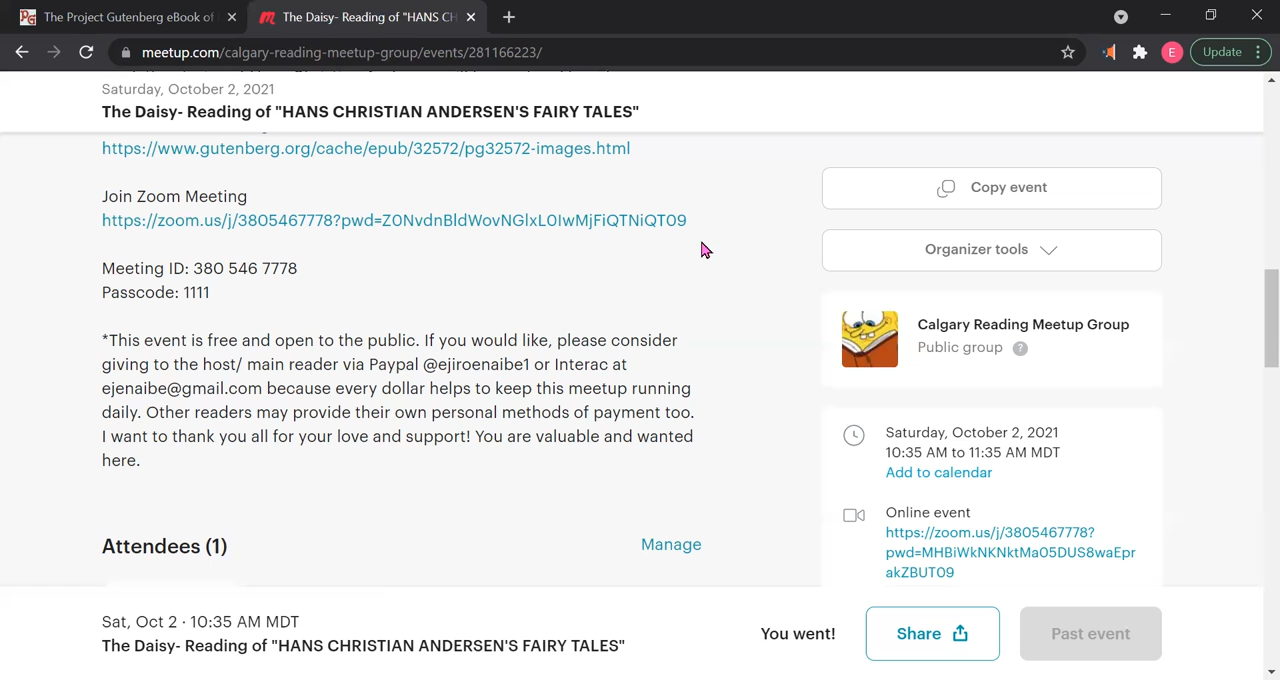 The Project Gutenberg eBook of
The Daisy- Reading of "HANS CH
meetup.com/calgary-reading-meetup-group/events/281166223/
E
Update
Saturday, October 2, 2021
The Daisy- Reading of "HANS CHRISTIAN ANDERSEN'S FAIRY TALES"
https://www.gutenberg.org/cache/epub/32572/pg32572-images.html
Join Zoom Meeting
https://zoom.us/j/3805467778?pwd=Z0NvdnBldWovNGlxL0IwMjFiQTNiQT09
Meeting ID: 380 546 7778
Passcode: 1111
*This event is free and open to the public. If you would like, please consider
giving to the host/ main reader via Paypal @ejiroenaibe1 or Interac at
ejenaibe@gmail.com because every dollar helps to keep this meetup running
daily. Other readers may provide their own personal methods of payment too.
I want to thank you all for your love and support! You are valuable and wanted
here.
Attendees (1)
Manage
Copy event
Organizer tools
Calgary Reading Meetup Group
Public group ?
Saturday, October 2, 2021
10:35 AM to 11:35 AM MDT
Add to calendar
Online event
https://zoom.us/j/3805467778?
pwd=MHBiWkNKNktMa05DUS8waEpr
akZBUT09
Sat, Oct 2 · 10:35 AM MDT
The Daisy- Reading of "HANS CHRISTIAN ANDERSEN'S FAIRY TALES"
You went!
Share
Past event